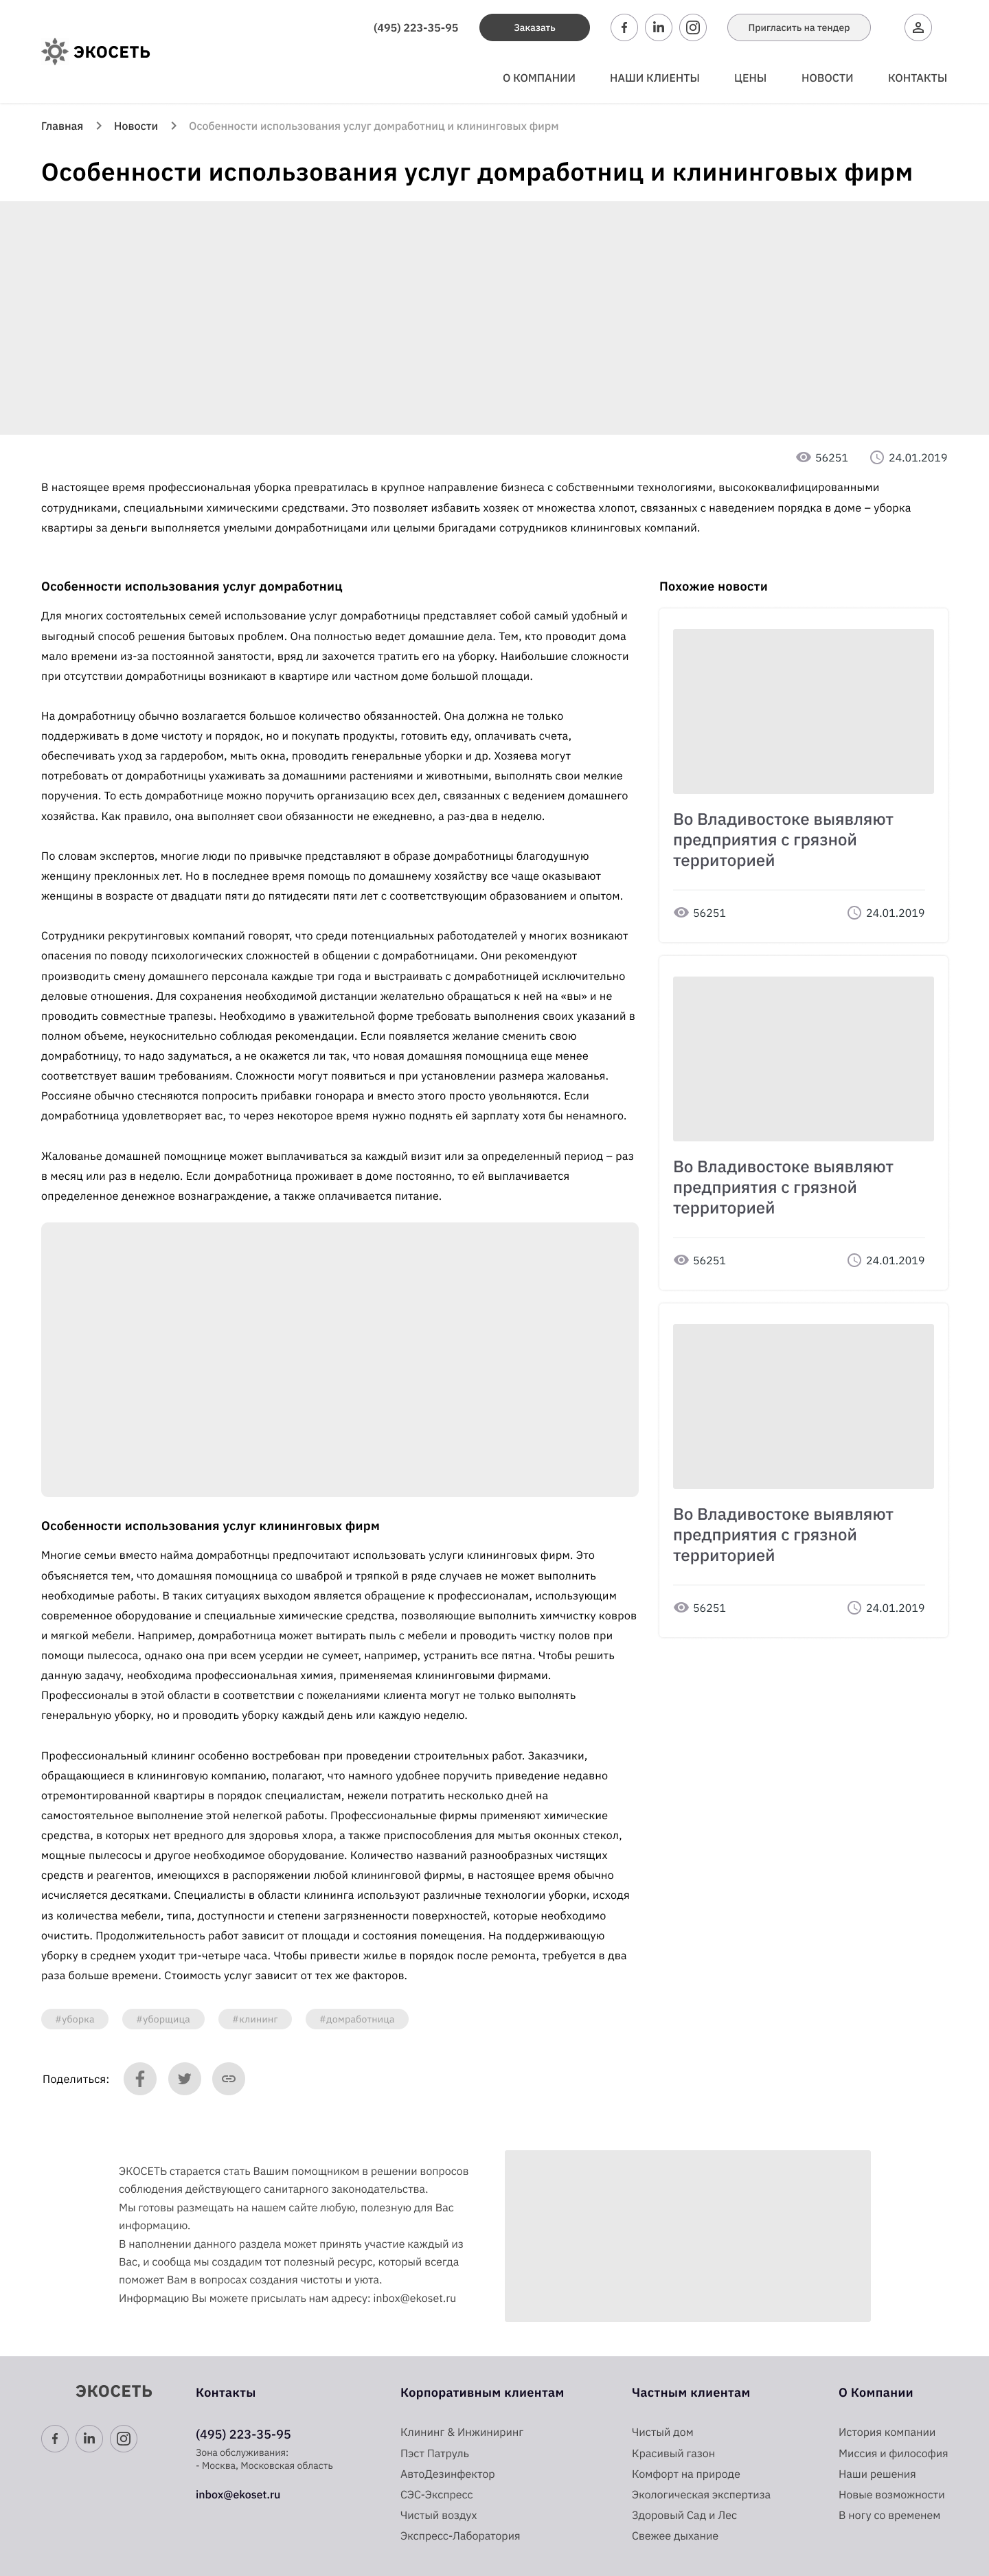 (495) 223-35-95
Заказать
Пригласить на тендер
ЭКОСЕТЬ
О КОМПАНИИ
НАШИ КЛИЕНТЫ
ЦЕНЫ
НОВОСТИ
КОНТАКТЫ
Главная
Новости
Особенности использования услуг домработниц и клининговых фирм
Особенности использования услуг домработниц и клининговых фирм
56251
24.01.2019
В настоящее время профессиональная уборка превратилась в крупное направление бизнеса с собственными технологиями, высококвалифицированными
сотрудниками, специальными химическими средствами. Это позволяет избавить хозяек от множества хлопот, связанных с наведением порядка в доме – уборка
квартиры за деньги выполняется умелыми домработницами или целыми бригадами сотрудников клининговых компаний.
Особенности использования услуг домработниц
Для многих состоятельных семей использование услуг домработницы представляет собой самый удобный и
выгодный способ решения бытовых проблем. Она полностью ведет домашние дела. Тем, кто проводит дома
мало времени из-за постоянной занятости, вряд ли захочется тратить его на уборку. Наибольшие сложности
при отсутствии домработницы возникают в квартире или частном доме большой площади.
На домработницу обычно возлагается большое количество обязанностей. Она должна не только
поддерживать в доме чистоту и порядок, но и покупать продукты, готовить еду, оплачивать счета,
обеспечивать уход за гардеробом, мыть окна, проводить генеральные уборки и др. Хозяева могут
потребовать от домработницы ухаживать за домашними растениями и животными, выполнять свои мелкие
поручения. То есть домработнице можно поручить организацию всех дел, связанных с ведением домашнего
хозяйства. Как правило, она выполняет свои обязанности не ежедневно, а раз-два в неделю.
По словам экспертов, многие люди по привычке представляют в образе домработницы благодушную
женщину преклонных лет. Но в последнее время помощь по домашнему хозяйству все чаще оказывают
женщины в возрасте от двадцати пяти до пятидесяти пяти лет с соответствующим образованием и опытом.
Сотрудники рекрутинговых компаний говорят, что среди потенциальных работодателей у многих возникают
опасения по поводу психологических сложностей в общении с домработницами. Они рекомендуют
производить смену домашнего персонала каждые три года и выстраивать с домработницей исключительно
деловые отношения. Для сохранения необходимой дистанции желательно обращаться к ней на «вы» и не
проводить совместные трапезы. Необходимо в уважительной форме требовать выполнения своих указаний в
полном объеме, неукоснительно соблюдая рекомендации. Если появляется желание сменить свою
домработницу, то надо задуматься, а не окажется ли так, что новая домашняя помощница еще менее
соответствует вашим требованиям. Сложности могут появиться и при установлении размера жалованья.
Россияне обычно стесняются попросить прибавки гонорара и вместо этого просто увольняются. Если
домработница удовлетворяет вас, то через некоторое время нужно поднять ей зарплату хотя бы ненамного.
Жалованье домашней помощнице может выплачиваться за каждый визит или за определенный период – раз
в месяц или раз в неделю. Если домработница проживает в доме постоянно, то ей выплачивается
определенное денежное вознаграждение, а также оплачивается питание.
Особенности использования услуг клининговых фирм
Многие семьи вместо найма домработнцы предпочитают использовать услуги клининговых фирм. Это
объясняется тем, что домашняя помощница со шваброй и тряпкой в ряде случаев не может выполнить
необходимые работы. В таких ситуациях выходом является обращение к профессионалам, использующим
современное оборудование и специальные химические средства, позволяющие выполнить химчистку ковров
и мягкой мебели. Например, домработница может вытирать пыль с мебели и проводить чистку полов при
помощи пылесоса, однако она при всем усердии не сумеет, например, устранить все пятна. Чтобы решить
данную задачу, необходима профессиональная химия, применяемая клининговыми фирмами.
Профессионалы в этой области в соответствии с пожеланиями клиента могут не только выполнять
генеральную уборку, но и проводить уборку каждый день или каждую неделю.
Профессиональный клининг особенно востребован при проведении строительных работ. Заказчики,
обращающиеся в клининговую компанию, полагают, что намного удобнее поручить приведение недавно
отремонтированной квартиры в порядок специалистам, нежели потратить несколько дней на
самостоятельное выполнение этой нелегкой работы. Профессиональные фирмы применяют химические
средства, в которых нет вредного для здоровья хлора, а также приспособления для мытья оконных стекол,
мощные пылесосы и другое необходимое оборудование. Количество названий разнообразных чистящих
средств и реагентов, имеющихся в распоряжении любой клининговой фирмы, в настоящее время обычно
исчисляется десятками. Специалисты в области клининга используют различные технологии уборки, исходя
из количества мебели, типа, доступности и степени загрязненности поверхностей, которые необходимо
очистить. Продолжительность работ зависит от площади и состояния помещения. На поддерживающую
уборку в среднем уходит три-четыре часа. Чтобы привести жилье в порядок после ремонта, требуется в два
раза больше времени. Стоимость услуг зависит от тех же факторов.
#уборка
#уборщица
#клининг
#домработница
Поделиться:
Похожие новости
Во Владивостоке выявляют
предприятия с грязной
территорией
56251
24.01.2019
Во Владивостоке выявляют
предприятия с грязной
территорией
56251
24.01.2019
Во Владивостоке выявляют
предприятия с грязной
территорией
56251
24.01.2019
ЭКОСЕТЬ старается стать Вашим помощником в решении вопросов
соблюдения действующего санитарного законодательства.
Мы готовы размещать на нашем сайте любую, полезную для Вас
информацию.
В наполнении данного раздела может принять участие каждый из
Вас, и сообща мы создадим тот полезный ресурс, который всегда
поможет Вам в вопросах создания чистоты и уюта.
Информацию Вы можете присылать нам адресу: inbox@ekoset.ru
ЭКОСЕТЬ
Контакты
(495) 223-35-95
Зона обслуживания:
- Москва, Московская область
inbox@ekoset.ru
Корпоративным клиентам
Клининг & Инжиниринг
Пэст Патруль
АвтоДезинфектор
СЭС-Экспресс
Чистый воздух
Экспресс-Лаборатория
Частным клиентам
Чистый дом
Красивый газон
Комфорт на природе
Экологическая экспертиза
Здоровый Сад и Лес
Свежее дыхание
О Компании
История компании
Миссия и философия
Наши решения
Новые возможности
В ногу со временем